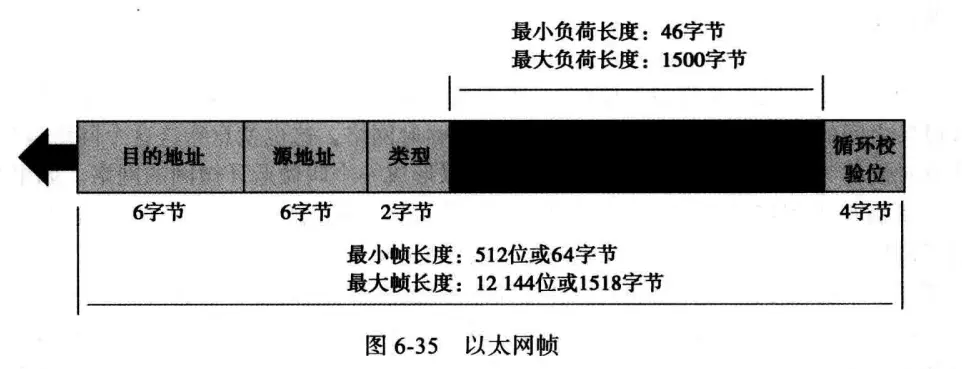 最小负荷长度：46字节
最大负荷长度：1500字节
目的地址
源地址
类型
循环校
验位
6字节
6字节
2字节
4字节
最小帧长度：512位或64字节
最大帧长度：12 144位或1518字节
图 6-35 以太网帧